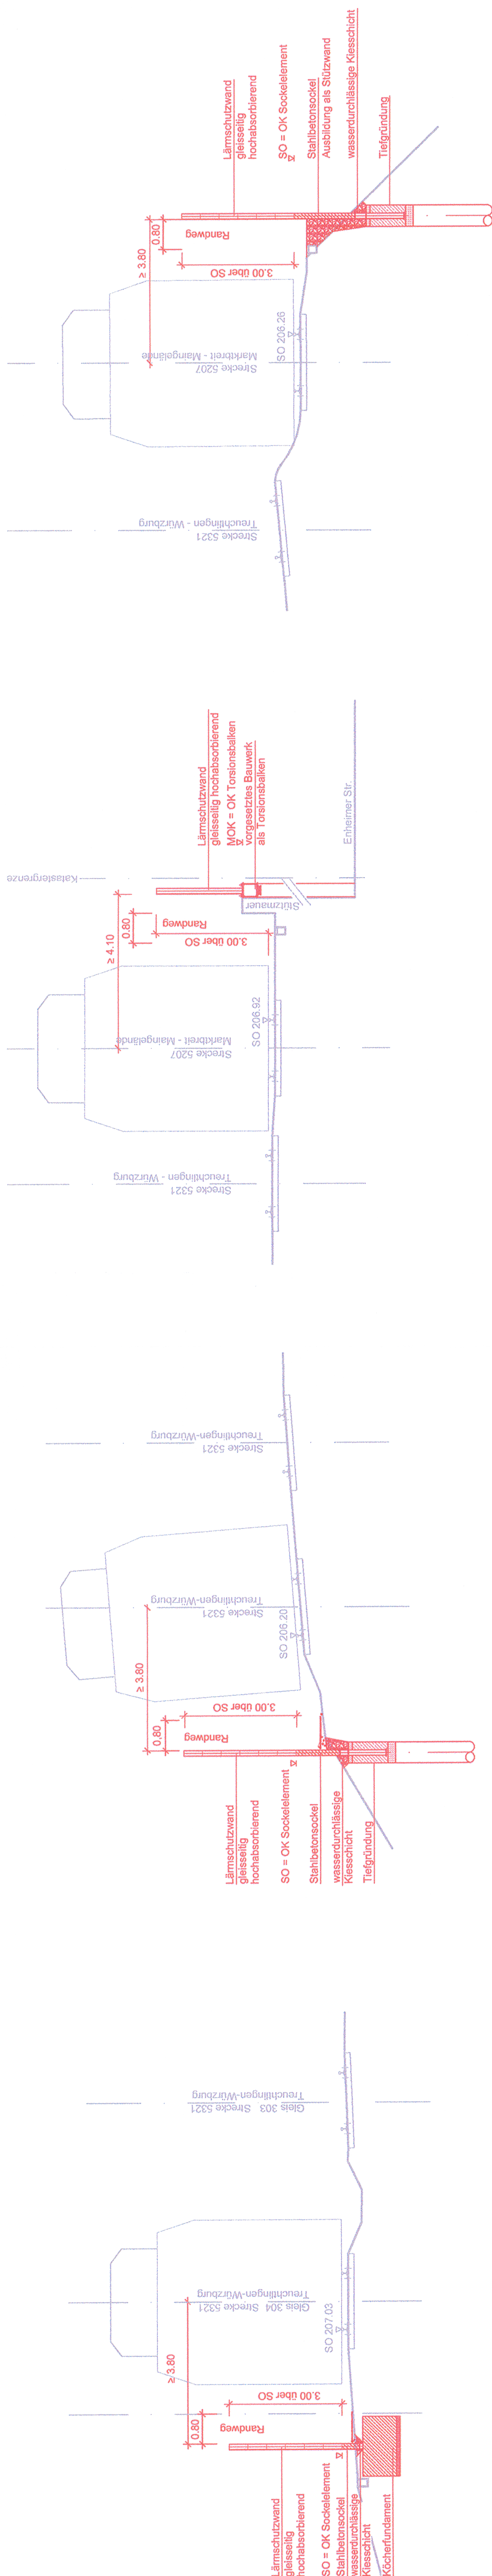 Lärmschutzwand
gleisseitig
hochabsorbierend
SO = OK Sockelelement
Stahlbetonsockel
Ausbildung als Stützwand
wasserdurchlässige Kiesschicht
Tiefgründung
≥ 3.80
0.80
Randweg
3.00 über SO
SO 206.26
Strecke 5207
Marktbreit - Maingelände
Strecke 5321
Treuchtlingen - Würzburg
Lärmschutzwand
gleisseitig hochabsorbierend
MOK = OK Torsionsbalken
vorgesetztes Bauwerk
als Torsionsbalken
Enheimer Str.
Katastergrenze
Stützmauer
≥ 4.10
0.80
Randweg
3.00 über SO
SO 206.92
Strecke 5207
Marktbreit - Maingelände
Strecke 5321
Treuchtlingen - Würzburg
Strecke 5321
Treuchtlingen-Würzburg
Strecke 5321
Treuchtlingen-Würzburg
SO 206.20
≥ 3.80
0.80
Randweg
3.00 über SO
Lärmschutzwand
gleisseitig
hochabsorbierend
SO = OK Sockelelement
Stahlbetonsockel
wasserdurchlässige
Kiesschicht
Tiefgründung
Gleis 303 Strecke 5321
Treuchtlingen-Würzburg
Gleis 304 Strecke 5321
Treuchtlingen-Würzburg
SO 207.03
≥ 3.80
0.80
Randweg
3.00 über SO
Lärmschutzwand
gleisseitig
hochabsorbierend
SO = OK Sockelelement
Stahlbetonsockel
wasserdurchlässige
Kiesschicht
Köcherfundament